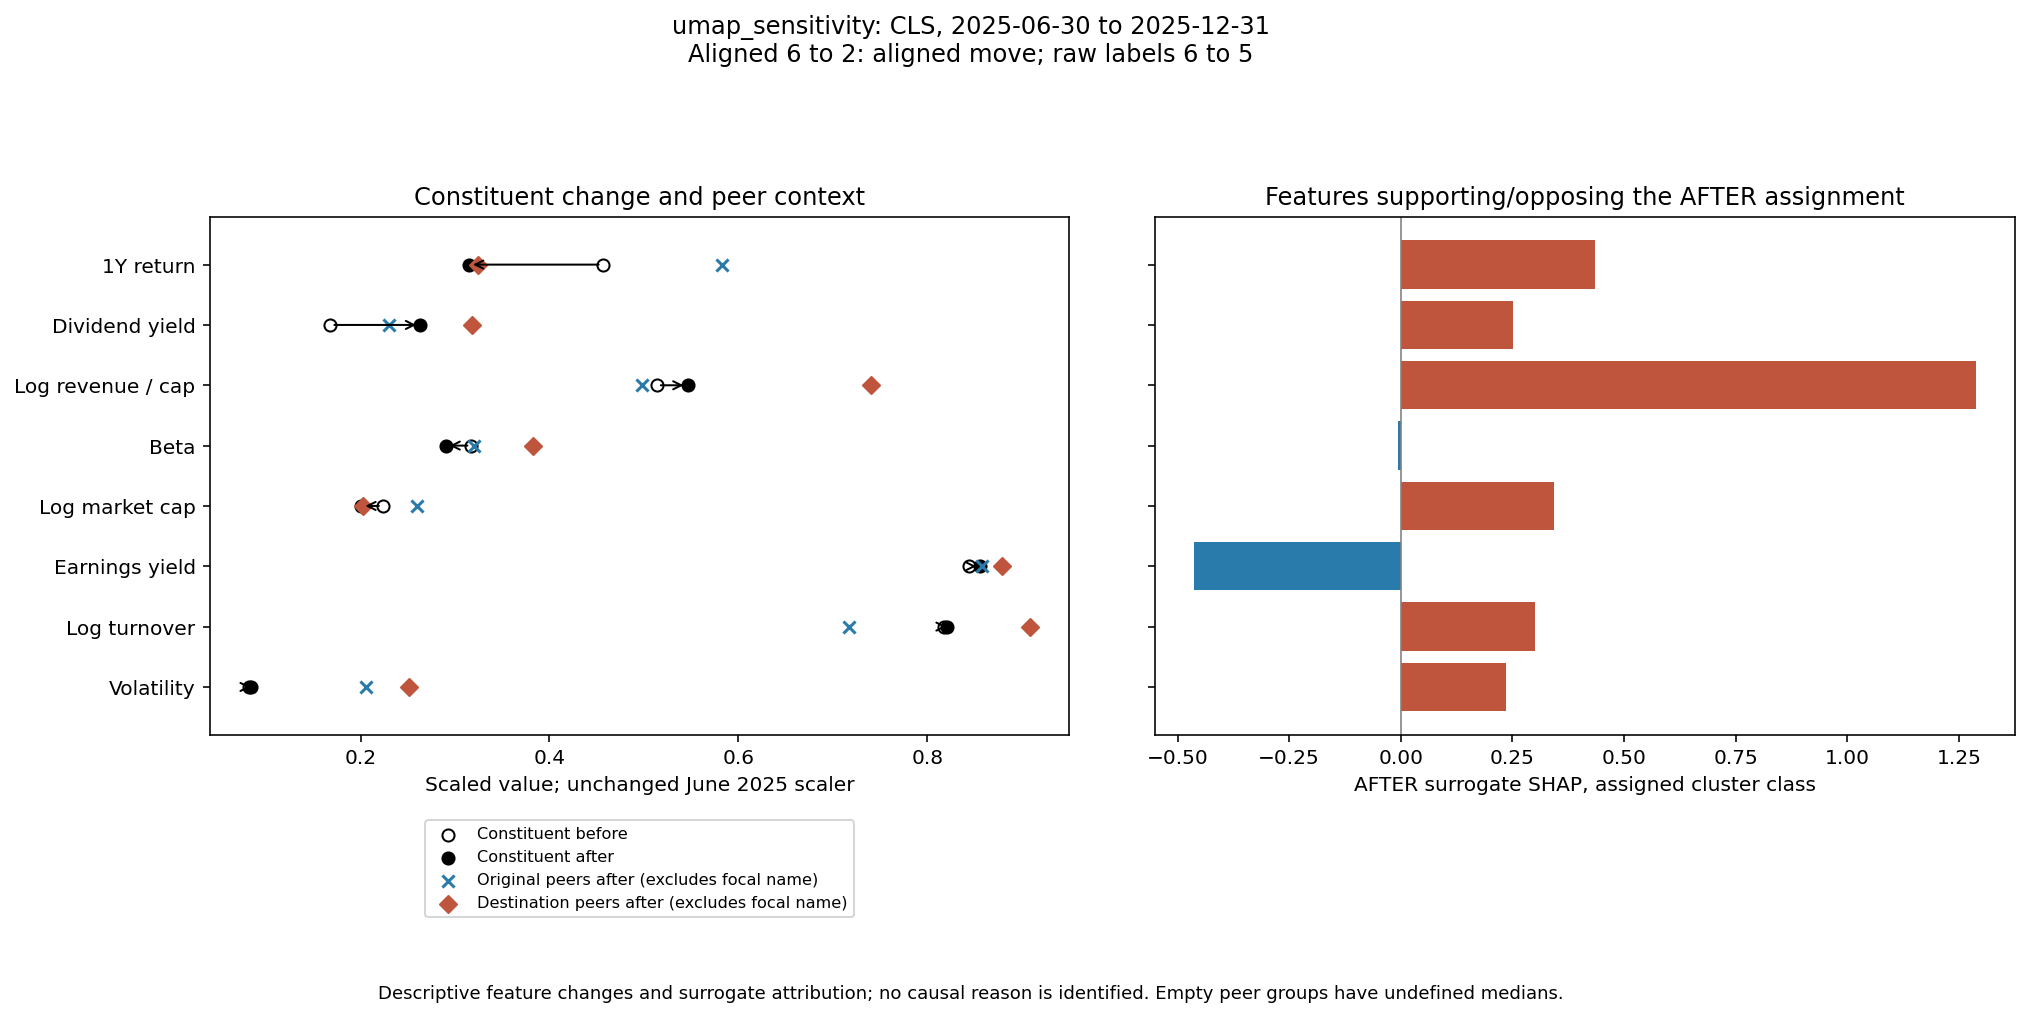 umap_sensitivity: CLS, 2025-06-30 to 2025-12-31
Aligned 6 to 2: aligned move; raw labels 6 to 5
Constituent change and peer context
1Y return
Dividend yield
Log revenue / cap
Beta
Log market cap
Earnings yield
Log turnover
Volatility
0.2 0.4 0.6 0.8
Scaled value; unchanged June 2025 scaler
Constituent before
Constituent after
Original peers after (excludes focal name)
Destination peers after (excludes focal name)
Features supporting/opposing the AFTER assignment
−0.50 −0.25 0.00 0.25 0.50 0.75 1.00 1.25
AFTER surrogate SHAP, assigned cluster class
Descriptive feature changes and surrogate attribution; no causal reason is identified. Empty peer groups have undefined medians.